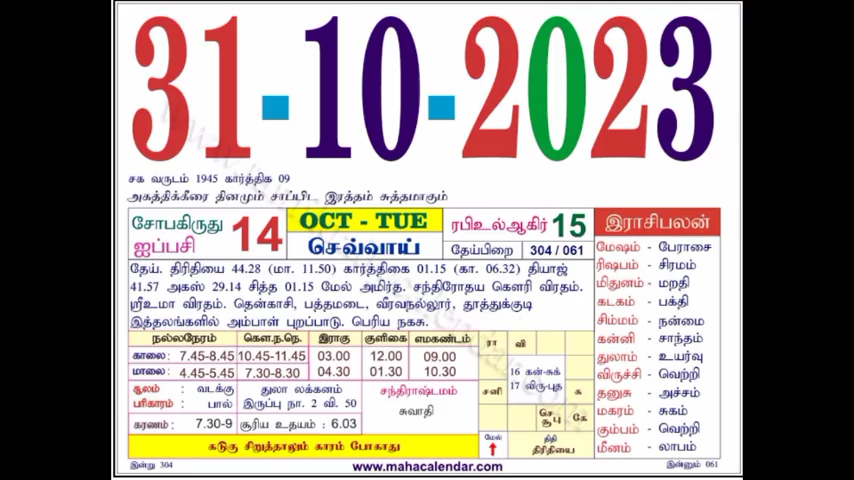 31-10-2023
சக வருடம் 1945 கார்த்திக 09
அகத்திக்கீரை தினமும் சாப்பிட இரத்தம் சுத்தமாகும்
சோபகிருது
ஐப்பசி
14
OCT - TUE
செவ்வாய்
ரபிஉல்ஆகிர் 15
தேய்பிறை 304 / 061
தேய். திரிதியை 44.28 (மா. 11.50) கார்த்திகை 01.15 (கா. 06.32) தியாஜ்
41.57 அகஸ் 29.14 சித்த 01.15 மேல் அமிர்த. சந்திரோதய கௌரி விரதம்.
ஸ்ரீஉமா விரதம். தென்காசி, பத்தமடை, வீரவநல்லூர், தூத்துக்குடி
இத்தலங்களில் அம்பாள் புறப்பாடு. பெரிய நகசு.
நல்லநேரம் கௌ.ந.நெ. இராகு குளிகை எமகண்டம்
காலை: 7.45-8.45 10.45-11.45 03.00 12.00 09.00
மாலை: 4.45-5.45 7.30-8.30 04.30 01.30 10.30
சூலம் : வடக்கு
பரிகாரம் : பால்
துலா லக்கனம்
இருப்பு நா. 2 வி. 50
சந்திராஷ்டமம்
சுவாதி
கரணம் : 7.30-9 சூரிய உதயம் : 6.03
கடுகு சிறுத்தாலும் காரம் போகாது
ரா வி
16 கன்-சுக்
17 விரு-புத
சனி சு
செ சூ பு கே
மேல்
திதி
திரிதியை
இராசிபலன்
மேஷம் - பேராசை
ரிஷபம் - சிரமம்
மிதுனம் - மறதி
கடகம் - பக்தி
சிம்மம் - நன்மை
கன்னி - சாந்தம்
துலாம் - உயர்வு
விருச்சி - வெற்றி
தனுசு - அச்சம்
மகரம் - சுகம்
கும்பம் - வெற்றி
மீனம் - லாபம்
இன்று 304
www.mahacalendar.com
இன்னும் 061